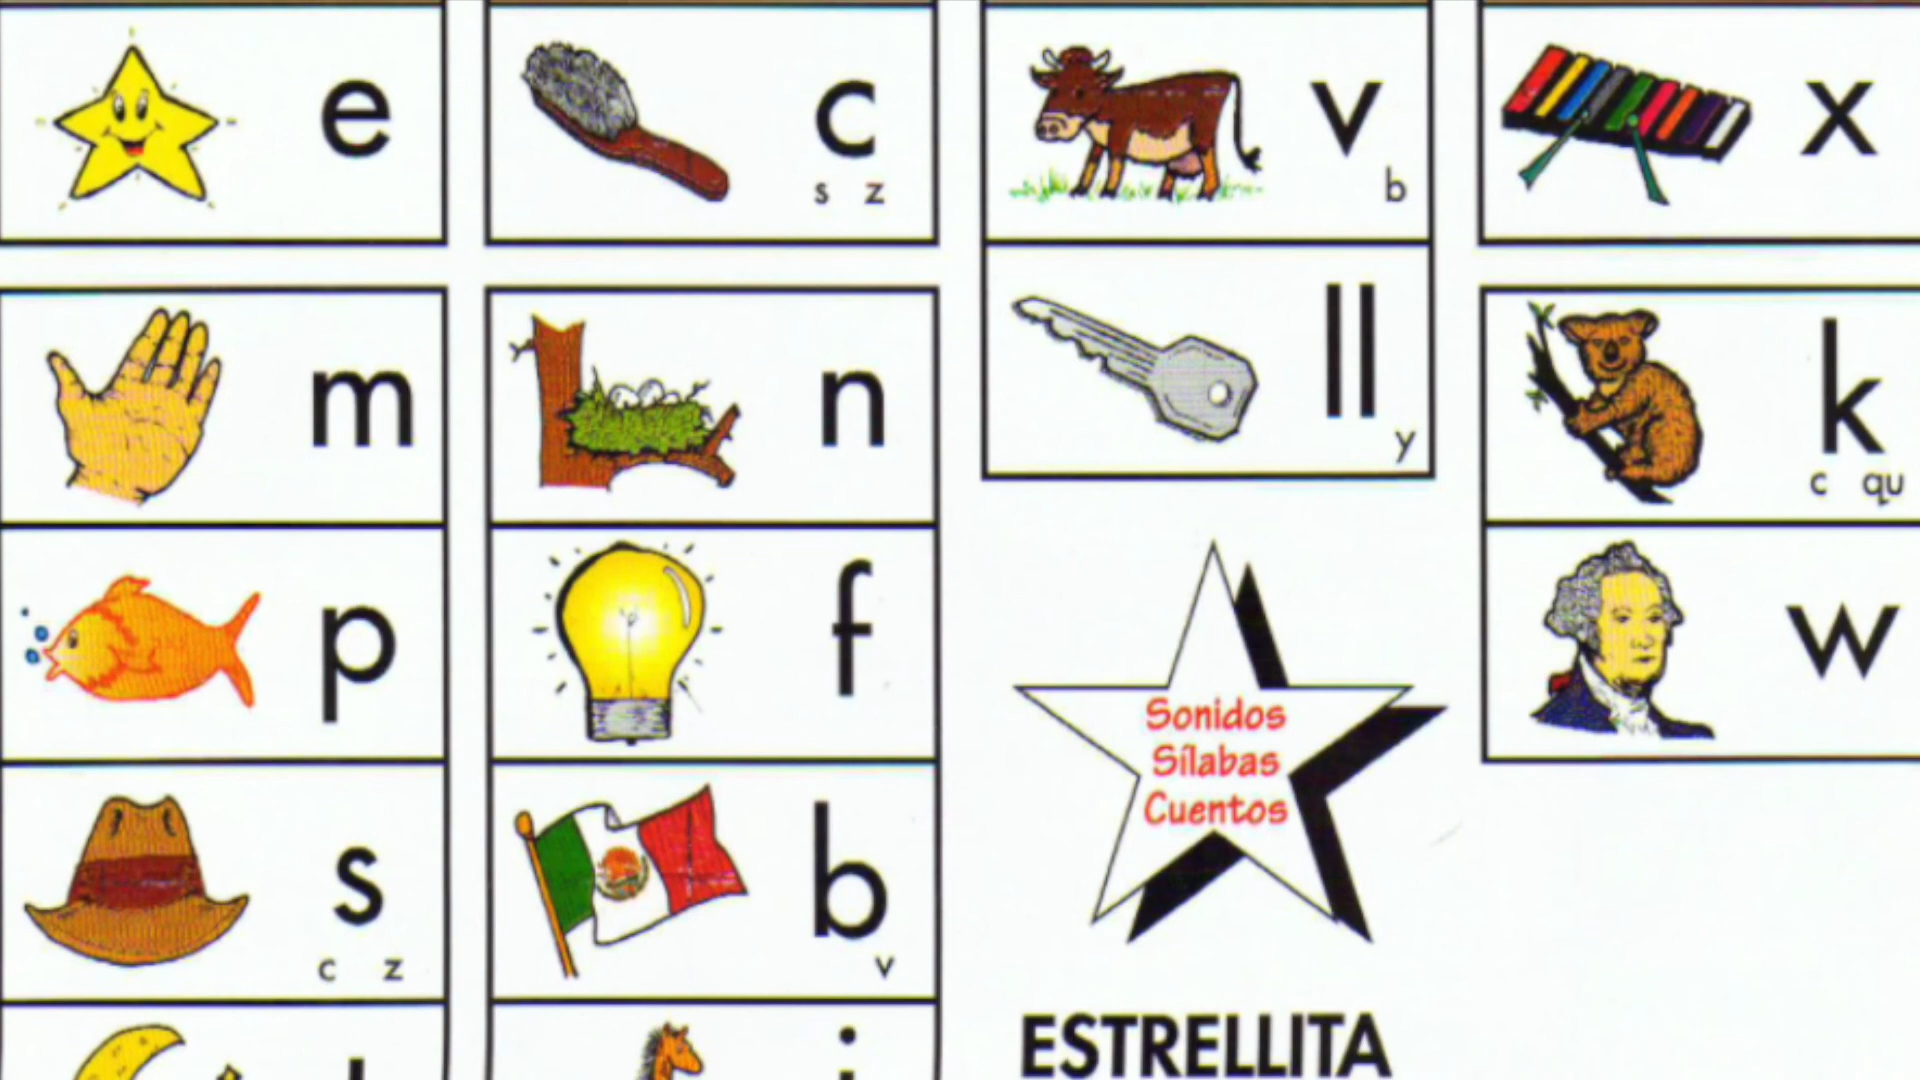 e
c
s z
v
b
x
m
n
ll
y
k
c qu
p
f
w
s
c z
b
v
Sonidos
Sílabas
Cuentos
l
j
ESTRELLITA